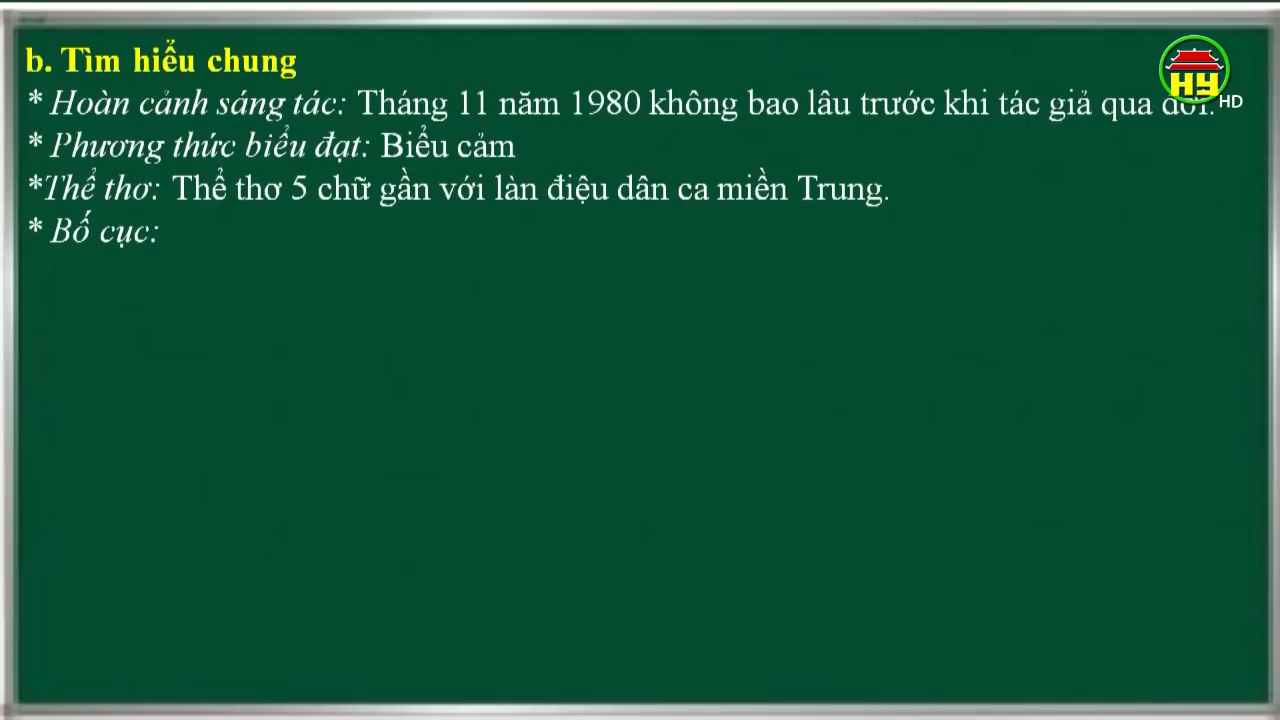 b. Tìm hiểu chung
* Hoàn cảnh sáng tác: Tháng 11 năm 1980 không bao lâu trước khi tác giả qua đời.
* Phương thức biểu đạt: Biểu cảm
*Thể thơ: Thể thơ 5 chữ gần với làn điệu dân ca miền Trung.
* Bố cục:
HY
HD